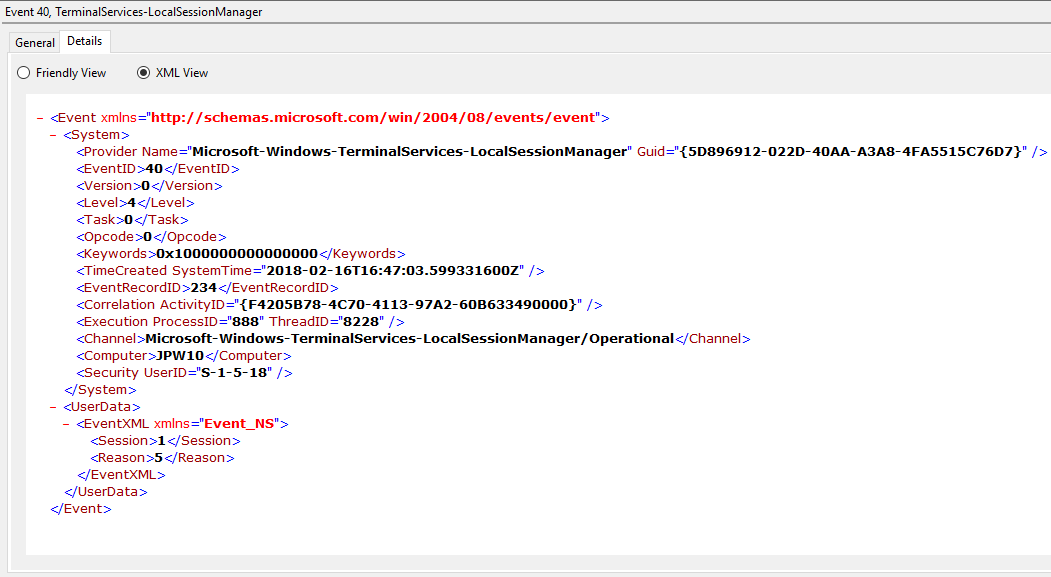 Event 40, TerminalServices-LocalSessionManager
General Details
Friendly View XML View
- <Event xmlns="http://schemas.microsoft.com/win/2004/08/events/event">
- <System>
<Provider Name="Microsoft-Windows-TerminalServices-LocalSessionManager" Guid="{5D896912-022D-40AA-A3A8-4FA5515C76D7}" />
<EventID>40</EventID>
<Version>0</Version>
<Level>4</Level>
<Task>0</Task>
<Opcode>0</Opcode>
<Keywords>0x1000000000000000</Keywords>
<TimeCreated SystemTime="2018-02-16T16:47:03.599331600Z" />
<EventRecordID>234</EventRecordID>
<Correlation ActivityID="{F4205B78-4C70-4113-97A2-60B633490000}" />
<Execution ProcessID="888" ThreadID="8228" />
<Channel>Microsoft-Windows-TerminalServices-LocalSessionManager/Operational</Channel>
<Computer>JPW10</Computer>
<Security UserID="S-1-5-18" />
</System>
- <UserData>
- <EventXML xmlns="Event_NS">
<Session>1</Session>
<Reason>5</Reason>
</EventXML>
</UserData>
</Event>